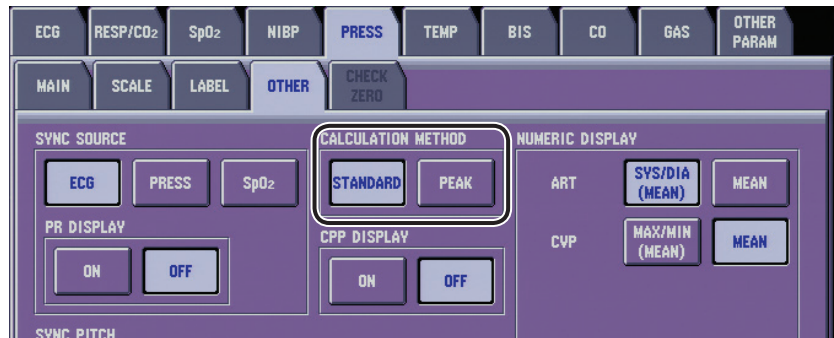 ECG RESP/CO2 SpO2 NIBP PRESS TEMP BIS CO GAS OTHER PARAM
MAIN SCALE LABEL OTHER CHECK ZERO
SYNC SOURCE
ECG PRESS SpO2
PR DISPLAY
ON OFF
SYNC PITCH
CALCULATION METHOD
STANDARD PEAK
CPP DISPLAY
ON OFF
NUMERIC DISPLAY
ART SYS/DIA (MEAN) MEAN
CVP MAX/MIN (MEAN) MEAN